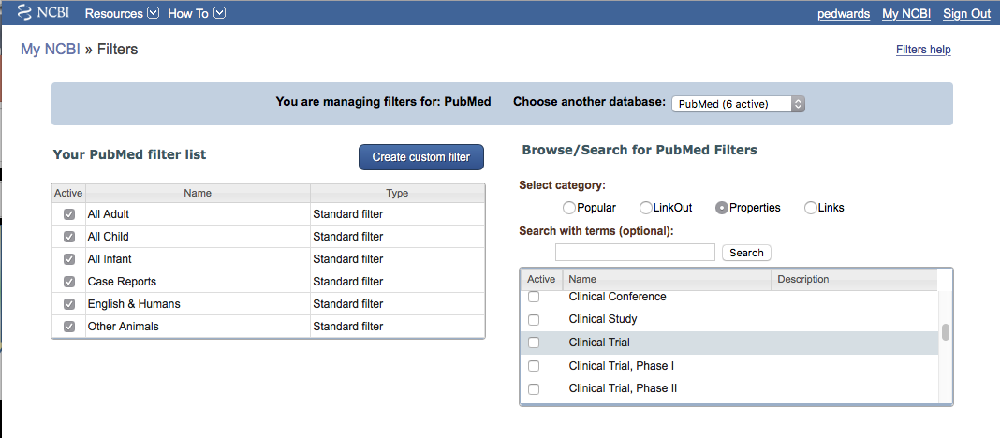 NCBI Resources How To pedwards My NCBI Sign Out
My NCBI » Filters Filters help
You are managing filters for: PubMed Choose another database: PubMed (6 active)
Your PubMed filter list Create custom filter
Active Name Type
All Adult Standard filter
All Child Standard filter
All Infant Standard filter
Case Reports Standard filter
English & Humans Standard filter
Other Animals Standard filter
Browse/Search for PubMed Filters
Select category:
Popular LinkOut Properties Links
Search with terms (optional):
Search
Active Name Description
Clinical Conference
Clinical Study
Clinical Trial
Clinical Trial, Phase I
Clinical Trial, Phase II